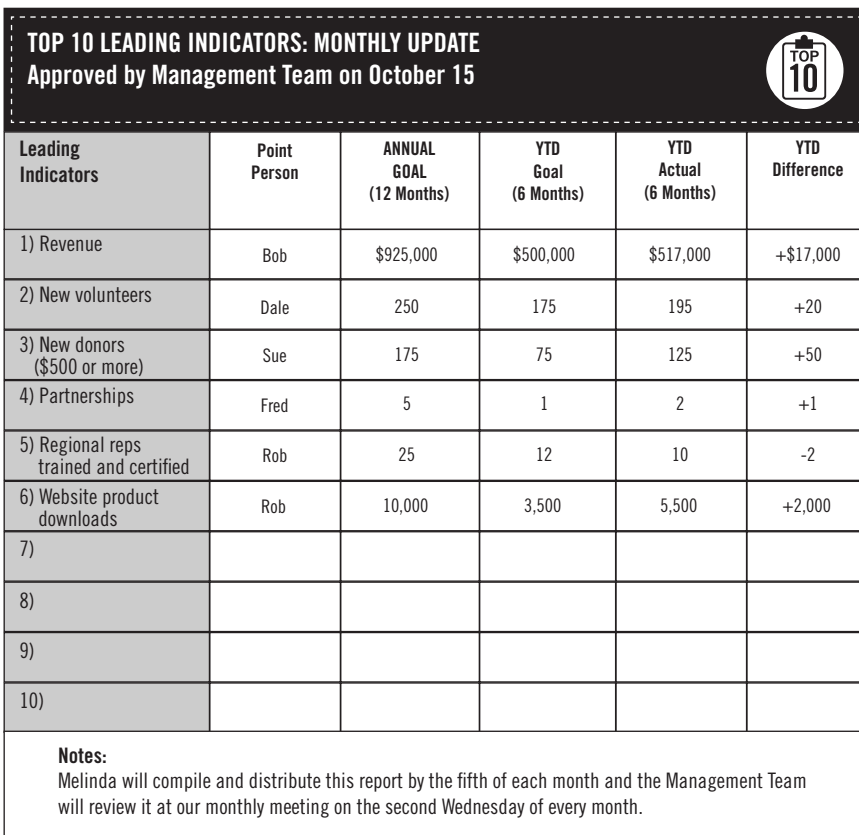 TOP 10 LEADING INDICATORS: MONTHLY UPDATE
Approved by Management Team on October 15
TOP
10
Leading
Indicators
Point
Person
ANNUAL
GOAL
(12 Months)
YTD
Goal
(6 Months)
YTD
Actual
(6 Months)
YTD
Difference
1) Revenue Bob $925,000 $500,000 $517,000 +$17,000
2) New volunteers Dale 250 175 195 +20
3) New donors
($500 or more) Sue 175 75 125 +50
4) Partnerships Fred 5 1 2 +1
5) Regional reps
trained and certified Rob 25 12 10 -2
6) Website product
downloads Rob 10,000 3,500 5,500 +2,000
7)
8)
9)
10)
Notes:
Melinda will compile and distribute this report by the fifth of each month and the Management Team
will review it at our monthly meeting on the second Wednesday of every month.